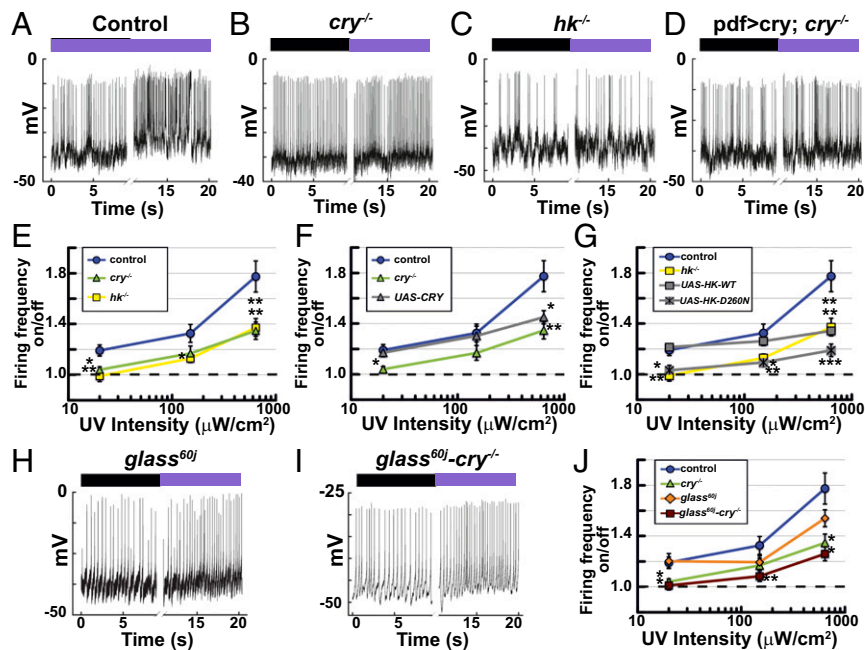 A Control
B cry-/-
C hk-/-
D pdf>cry; cry-/-
0
mV
-50
0 5 15 20
Time (s)
0
mV
-40
0 5 15 20
Time (s)
0
mV
-50
0 5 15 20
Time (s)
0
mV
-50
0 5 15 20
Time (s)
E
control
cry-/-
hk-/-
Firing frequency
on/off
1.8
1.4
1.0
** 
**
*
**
*
10 100 1000
UV Intensity (µW/cm²)
F
control
cry-/-
UAS-CRY
Firing frequency
on/off
1.8
1.4
1.0
*
**
*
10 100 1000
UV Intensity (µW/cm²)
G
control
hk-/-
UAS-HK-WT
UAS-HK-D260N
Firing frequency
on/off
1.8
1.4
1.0
**
**
*
**
*
**
***
10 100 1000
UV Intensity (µW/cm²)
H glass60j
0
mV
-50
0 5 15 20
Time (s)
I glass60j-cry-/-
-25
mV
-50
0 5 15 20
Time (s)
J
control
cry-/-
glass60j
glass60j-cry-/-
Firing frequency
on/off
1.8
1.4
1.0
*
*
**
*
*
10 100 1000
UV Intensity (µW/cm²)